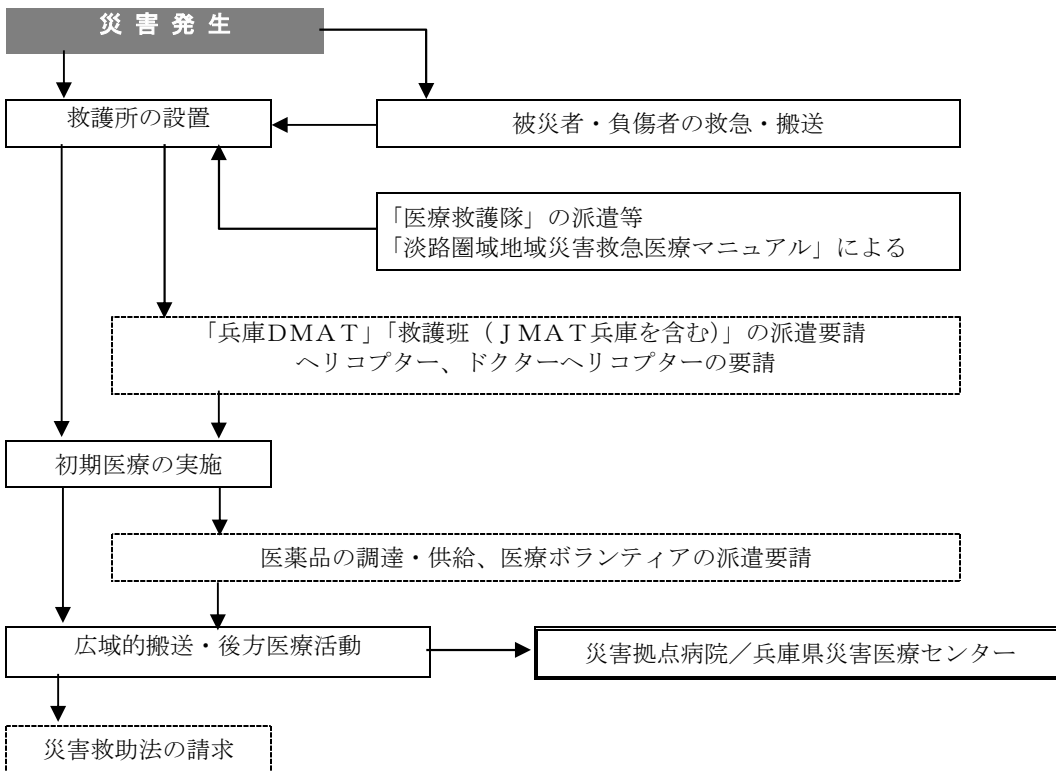 災 害 発 生
救護所の設置
被災者・負傷者の救急・搬送
「医療救護隊」の派遣等
「淡路圏域地域災害救急医療マニュアル」による
「兵庫ＤＭＡＴ」「救護班（ＪＭＡＴ兵庫を含む）」の派遣要請
ヘリコプター、ドクターヘリコプターの要請
初期医療の実施
医薬品の調達・供給、医療ボランティアの派遣要請
広域的搬送・後方医療活動
災害拠点病院／兵庫県災害医療センター
災害救助法の請求